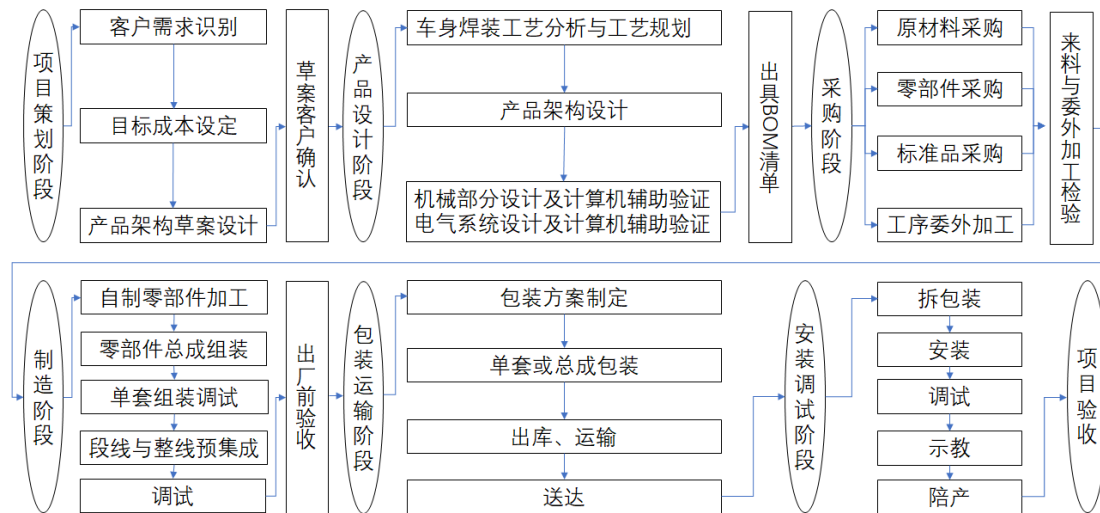 项目策划阶段
客户需求识别
目标成本设定
产品架构草案设计
草案客户确认
产品设计阶段
车身焊装工艺分析与工艺规划
产品架构设计
机械部分设计及计算机辅助验证
电气系统设计及计算机辅助验证
出具BOM清单
采购阶段
原材料采购
零部件采购
标准品采购
工序委外加工
来料与委外加工检验
制造阶段
自制零部件加工
零部件总成组装
单套组装调试
段线与整线预集成
调试
出厂前验收
包装运输阶段
包装方案制定
单套或总成包装
出库、运输
送达
安装调试阶段
拆包装
安装
调试
示教
陪产
项目验收